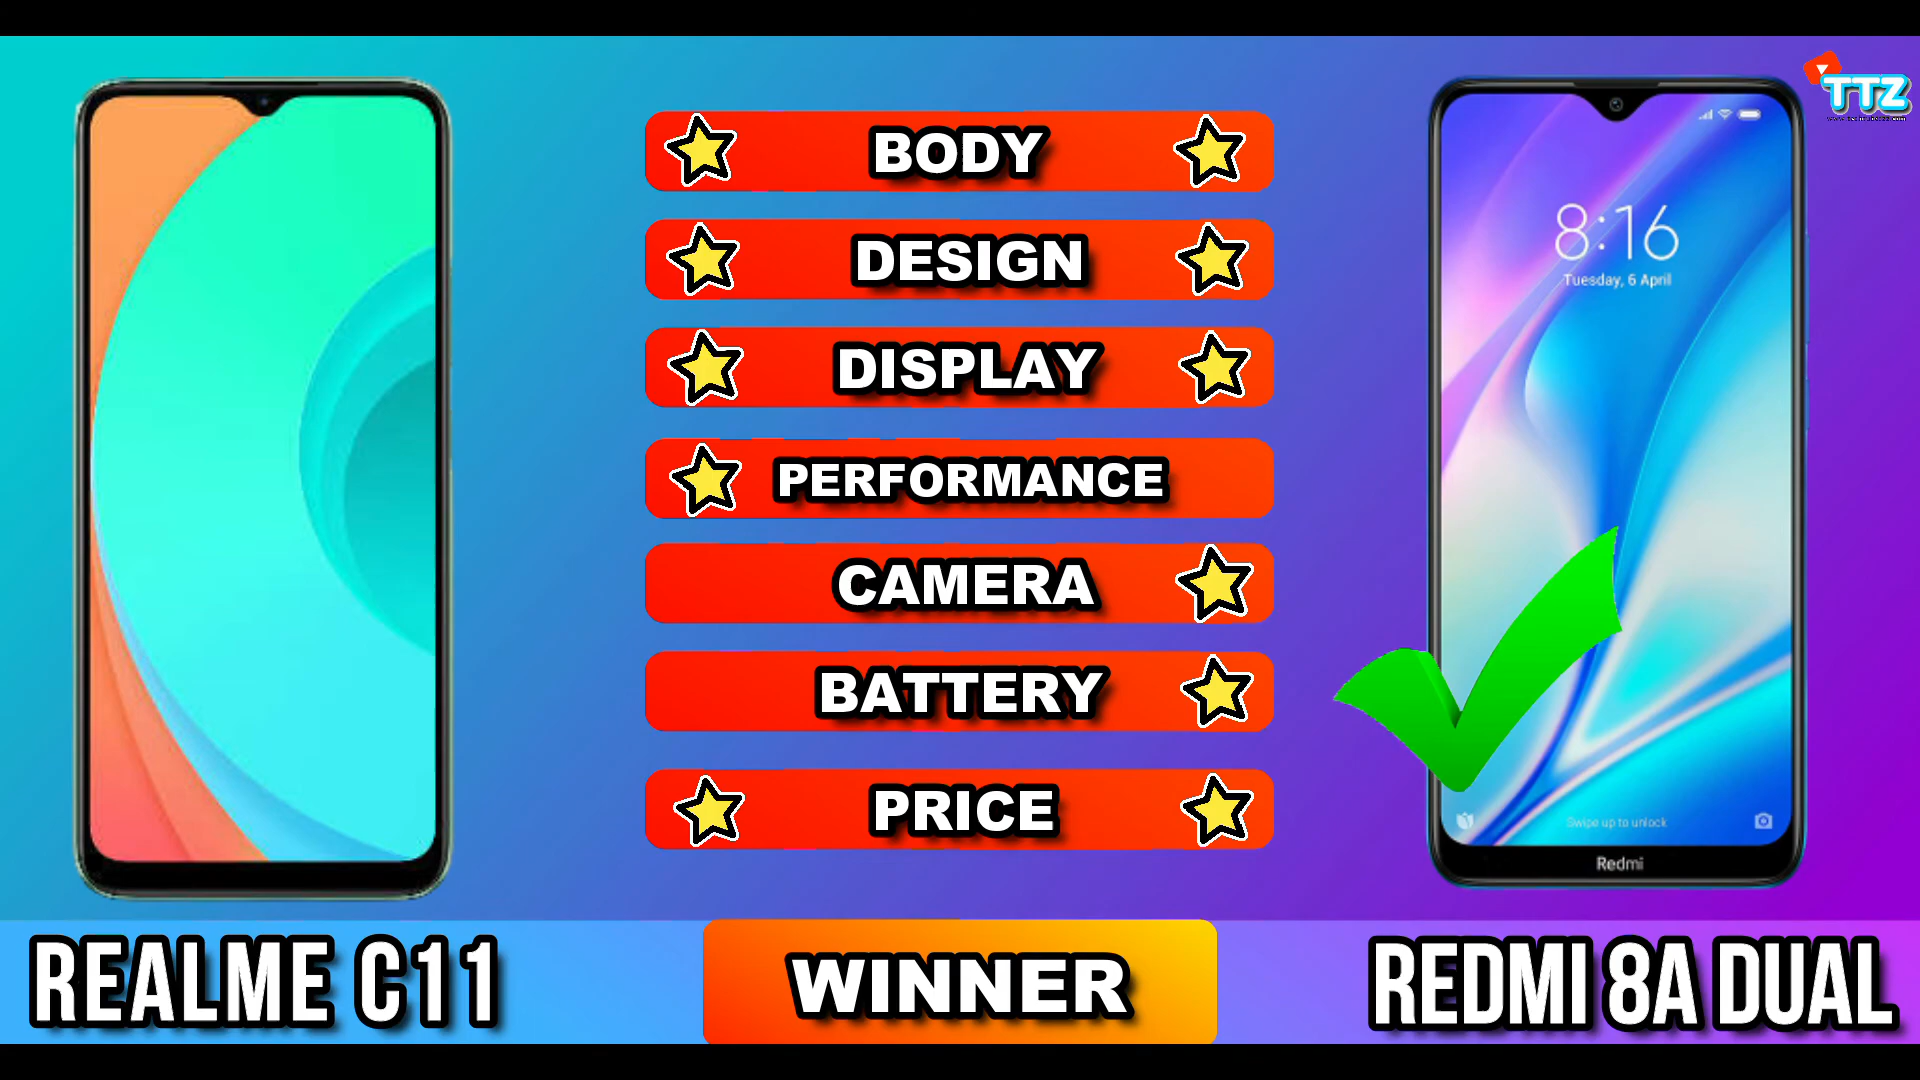 TTZ
BODY
DESIGN
DISPLAY
PERFORMANCE
CAMERA
BATTERY
PRICE
8:16
Tuesday, 6 April
Swipe up to unlock
Redmi
REALME C11
WINNER
REDMI 8A DUAL